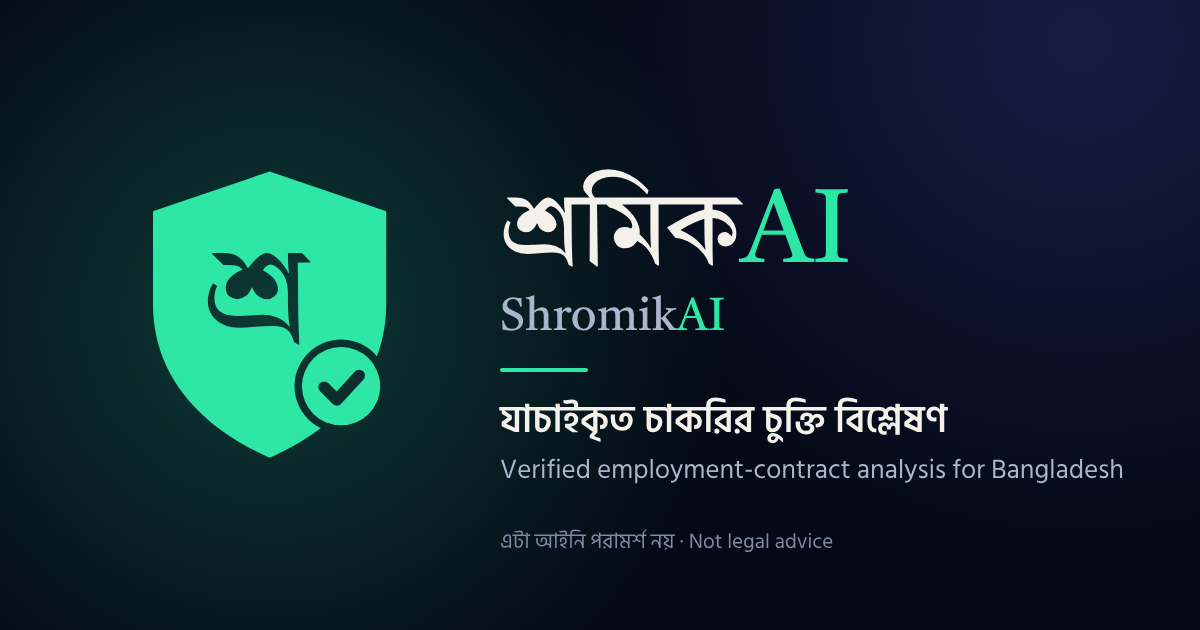 শ্র
শ্রমিকAI
ShromikAI
যাচাইকৃত চাকরির চুক্তি বিশ্লেষণ
Verified employment-contract analysis for Bangladesh
এটা আইনি পরামর্শ নয় · Not legal advice